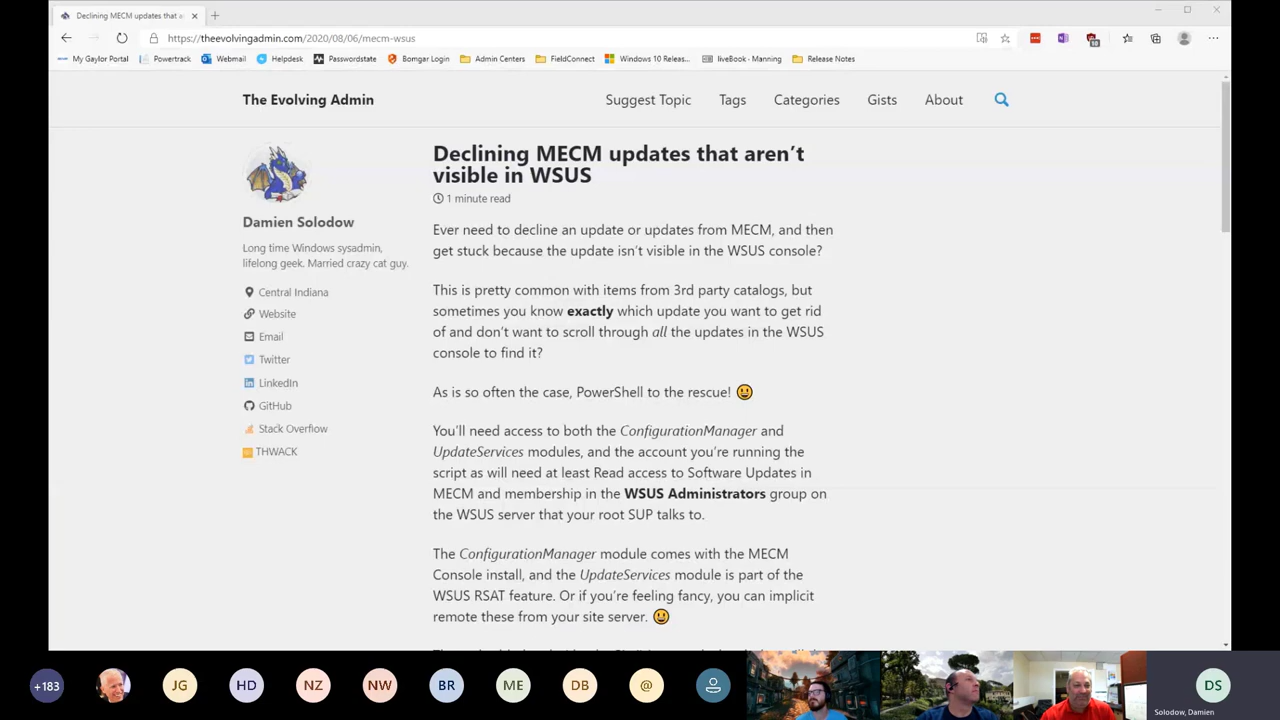 Declining MECM updates that a
https://theevolvingadmin.com/2020/08/06/mecm-wsus
10
My Gaylor Portal
Powertrack
Webmail
Helpdesk
Passwordstate
Bomgar Login
Admin Centers
FieldConnect
Windows 10 Releas...
liveBook - Manning
Release Notes
The Evolving Admin
Suggest Topic
Tags
Categories
Gists
About
Damien Solodow
Long time Windows sysadmin,
lifelong geek. Married crazy cat guy.
Central Indiana
Website
Email
Twitter
LinkedIn
GitHub
Stack Overflow
THWACK
Declining MECM updates that aren't
visible in WSUS
1 minute read
Ever need to decline an update or updates from MECM, and then
get stuck because the update isn't visible in the WSUS console?
This is pretty common with items from 3rd party catalogs, but
sometimes you know exactly which update you want to get rid
of and don't want to scroll through all the updates in the WSUS
console to find it?
As is so often the case, PowerShell to the rescue! 😃
You'll need access to both the ConfigurationManager and
UpdateServices modules, and the account you're running the
script as will need at least Read access to Software Updates in
MECM and membership in the WSUS Administrators group on
the WSUS server that your root SUP talks to.
The ConfigurationManager module comes with the MECM
Console install, and the UpdateServices module is part of the
WSUS RSAT feature. Or if you're feeling fancy, you can implicit
remote these from your site server. 😃
+183
JG
HD
NZ
NW
BR
ME
DB
@
DS
Solodow, Damien